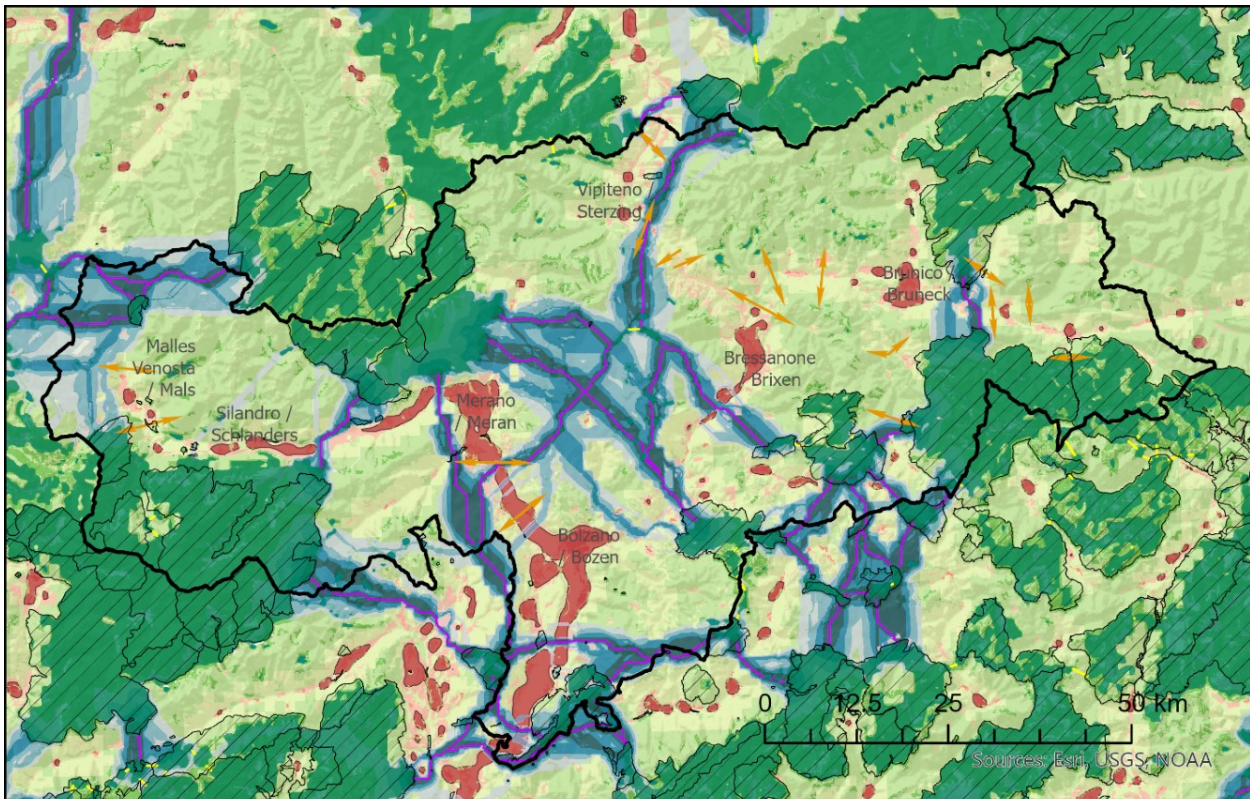 Vipiteno /
Sterzing
Brunico /
Bruneck
Malles
Venosta
/ Mals
Bressanone
/ Brixen
Silandro /
Schlanders
Merano
/ Meran
Bolzano
/ Bozen
0 12.5 25 50 km
Sources: Esri, USGS, NOAA